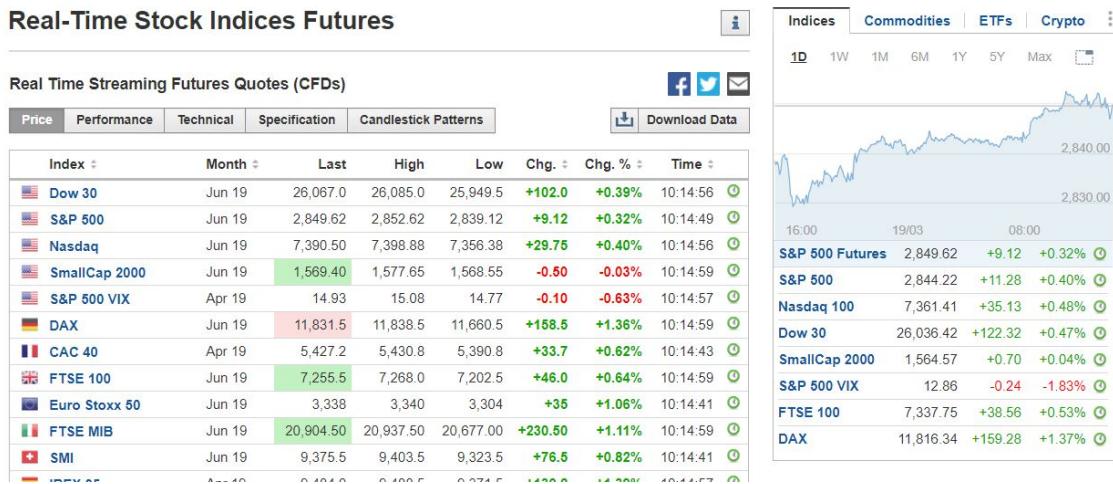 Real-Time Stock Indices Futures
Real Time Streaming Futures Quotes (CFDs)
Price Performance Technical Specification Candlestick Patterns Download Data
Index Month Last High Low Chg. Chg. % Time
Dow 30 Jun 19 26,067.0 26,085.0 25,949.5 +102.0 +0.39% 10:14:56
S&P 500 Jun 19 2,849.62 2,852.62 2,839.12 +9.12 +0.32% 10:14:49
Nasdaq Jun 19 7,390.50 7,398.88 7,356.38 +29.75 +0.40% 10:14:56
SmallCap 2000 Jun 19 1,569.40 1,577.65 1,568.55 -0.50 -0.03% 10:14:59
S&P 500 VIX Apr 19 14.93 15.08 14.77 -0.10 -0.63% 10:14:57
DAX Jun 19 11,831.5 11,838.5 11,660.5 +158.5 +1.36% 10:14:59
CAC 40 Apr 19 5,427.2 5,430.8 5,390.8 +33.7 +0.62% 10:14:43
FTSE 100 Jun 19 7,255.5 7,268.0 7,202.5 +46.0 +0.64% 10:14:59
Euro Stoxx 50 Jun 19 3,338 3,340 3,304 +35 +1.06% 10:14:41
FTSE MIB Jun 19 20,904.50 20,937.50 20,677.00 +230.50 +1.11% 10:14:59
SMI Jun 19 9,375.5 9,403.5 9,323.5 +76.5 +0.82% 10:14:41
Indices Commodities ETFs Crypto
1D 1W 1M 6M 1Y 5Y Max
2,840.00
2,830.00
16:00 19/03 08:00
S&P 500 Futures 2,849.62 +9.12 +0.32%
S&P 500 2,844.22 +11.28 +0.40%
Nasdaq 100 7,361.41 +35.13 +0.48%
Dow 30 26,036.42 +122.32 +0.47%
SmallCap 2000 1,564.57 +0.70 +0.04%
S&P 500 VIX 12.86 -0.24 -1.83%
FTSE 100 7,337.75 +38.56 +0.53%
DAX 11,816.34 +159.28 +1.37%